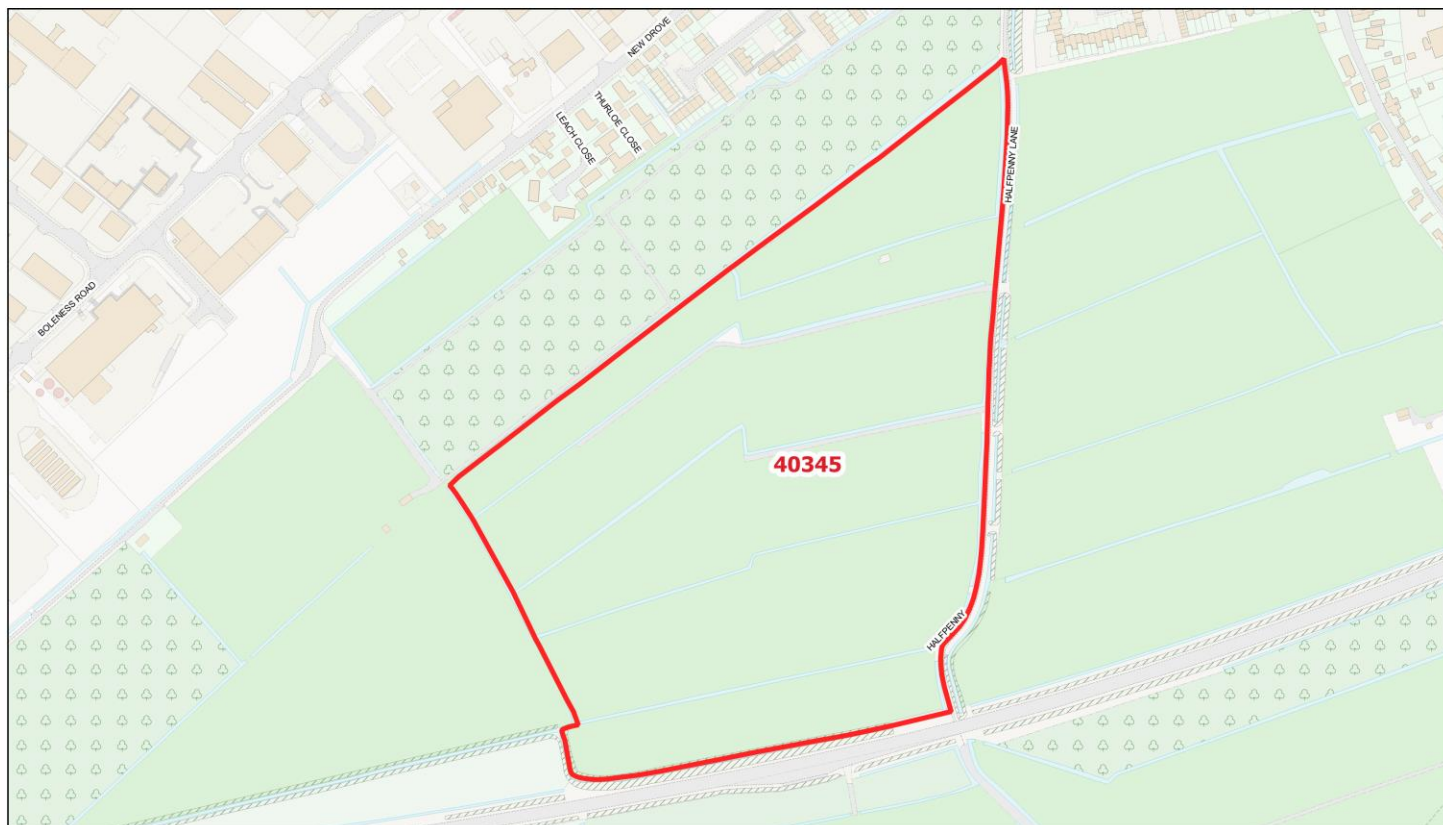 NEW DROVE
THURLOE CLOSE
LEACH CLOSE
HALFPENNY LANE
BOLENESS ROAD
40345
HALFPENNY